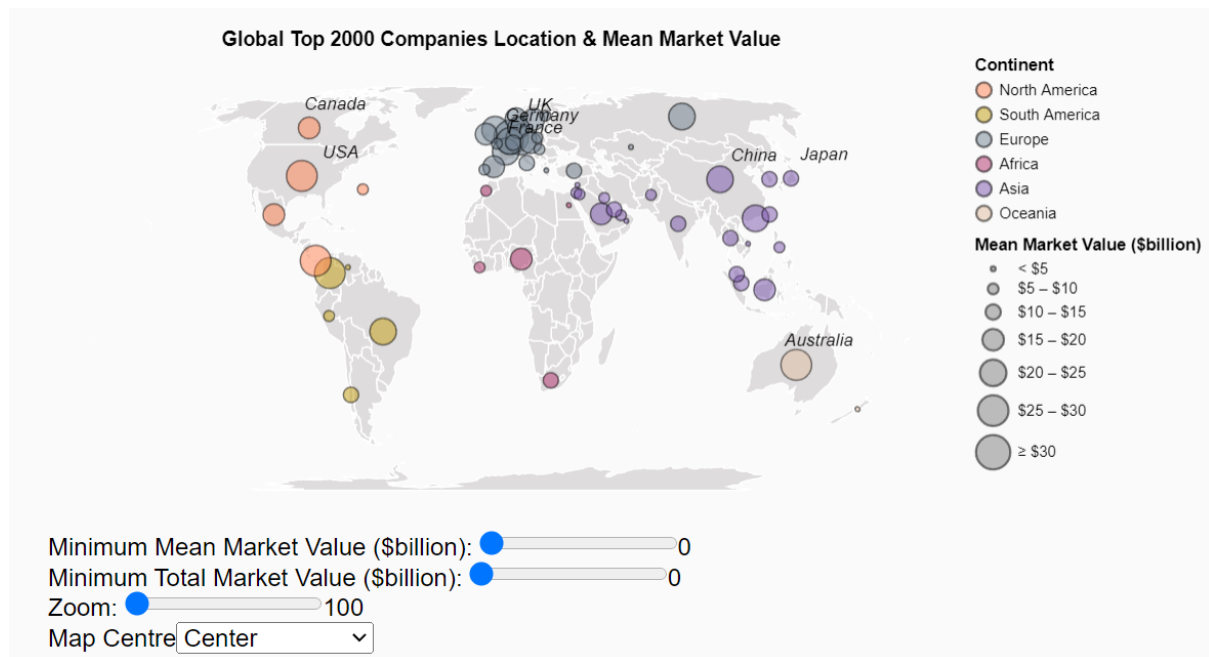 Global Top 2000 Companies Location & Mean Market Value
Canada
USA
UK
Germany
France
China
Japan
Australia
Continent
North America
South America
Europe
Africa
Asia
Oceania
Mean Market Value ($billion)
< $5
$5 – $10
$10 – $15
$15 – $20
$20 – $25
$25 – $30
≥ $30
Minimum Mean Market Value ($billion): 0
Minimum Total Market Value ($billion): 0
Zoom: 100
Map Centre Center